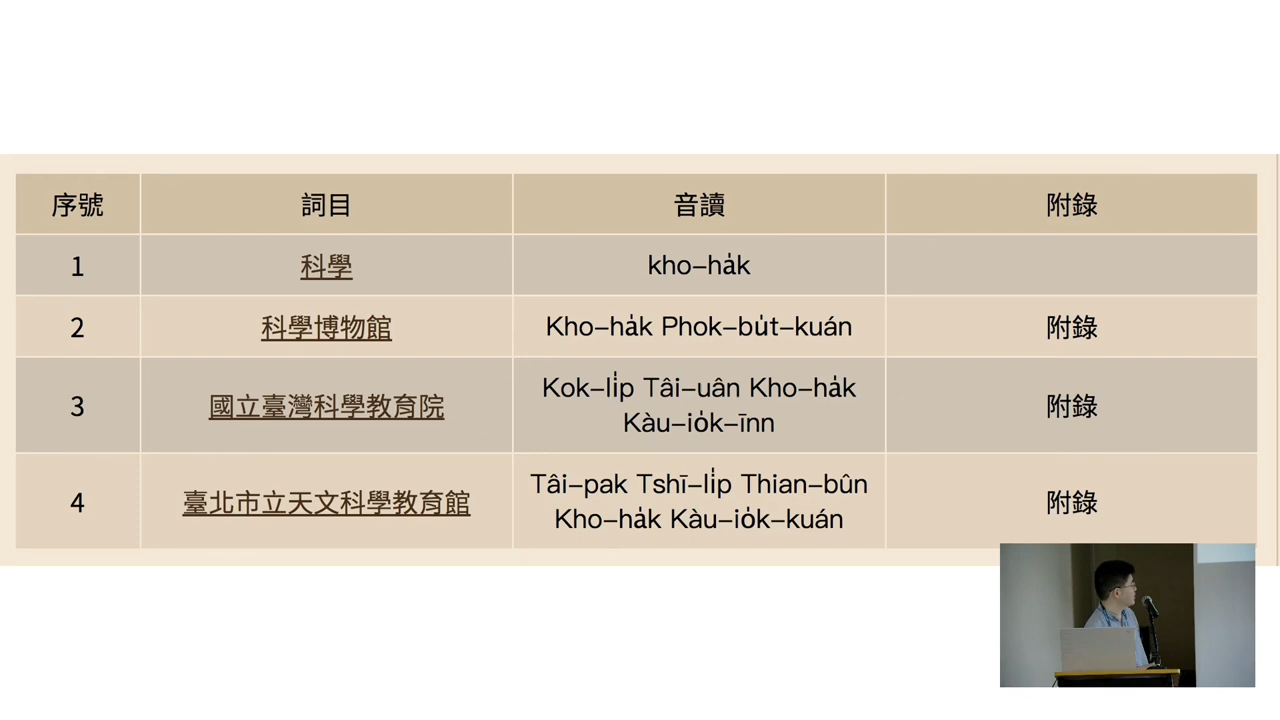 序號 詞目 音讀 附錄
1 科學 kho-ha̍k
2 科學博物館 Kho-ha̍k Phok-bu̍t-kuán 附錄
3 國立臺灣科學教育院 Kok-li̍p Tâi-uân Kho-ha̍k
Kàu-io̍k-īnn 附錄
4 臺北市立天文科學教育館 Tâi-pak Tshī-li̍p Thian-bûn
Kho-ha̍k Kàu-io̍k-kuán 附錄